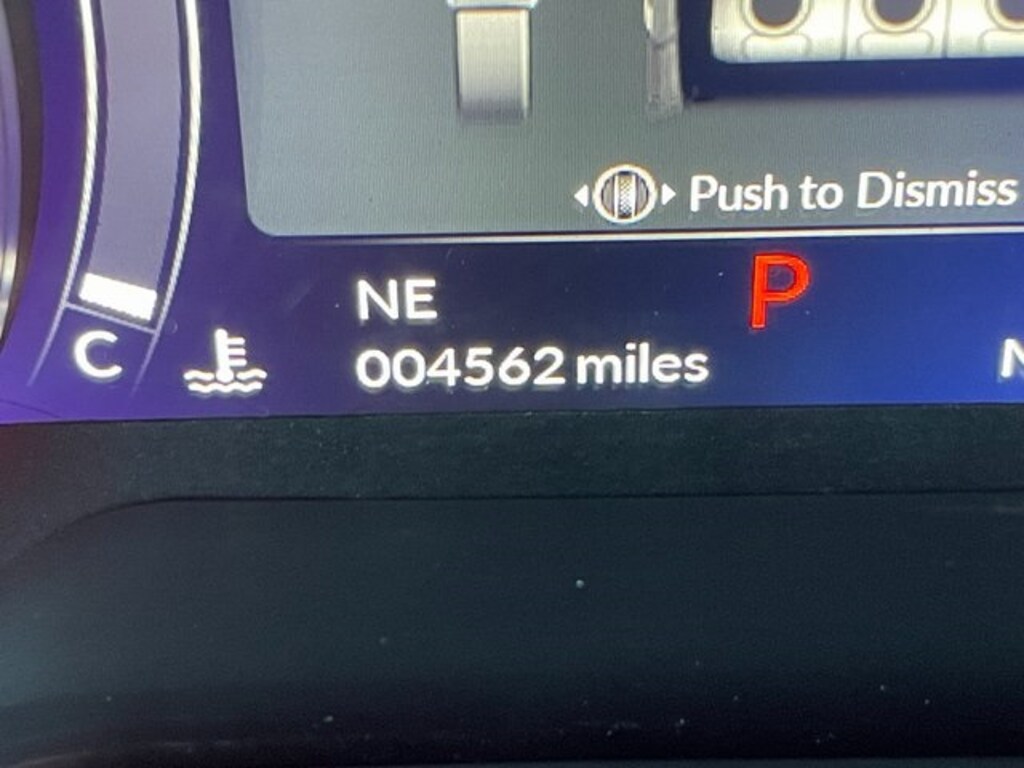 Push to Dismiss
NE
P
004562 miles
C